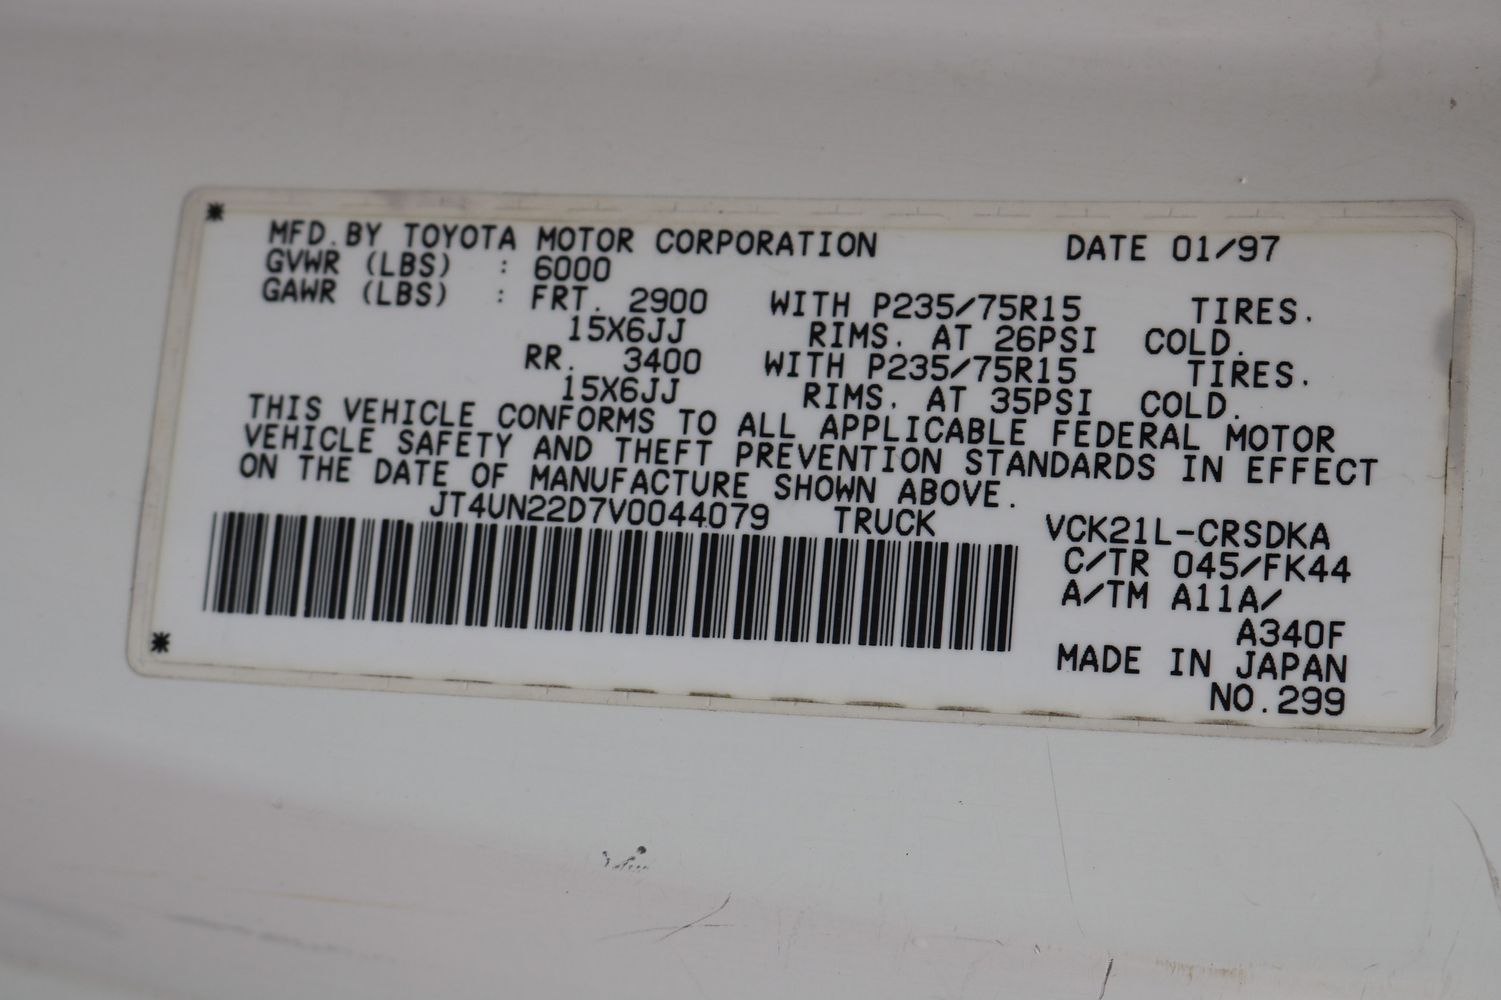 MFD.BY TOYOTA MOTOR CORPORATION DATE 01/97
GVWR (LBS) : 6000
GAWR (LBS) : FRT. 2900 WITH P235/75R15 TIRES.
15X6JJ RIMS. AT 26PSI COLD.
RR. 3400 WITH P235/75R15 TIRES.
15X6JJ RIMS. AT 35PSI COLD.
THIS VEHICLE CONFORMS TO ALL APPLICABLE FEDERAL MOTOR
VEHICLE SAFETY AND THEFT PREVENTION STANDARDS IN EFFECT
ON THE DATE OF MANUFACTURE SHOWN ABOVE.
JT4UN22D7V0044079 TRUCK VCK21L-CRSDKA
C/TR 045/FK44
A/TM A11A/
A340F
MADE IN JAPAN
NO.299